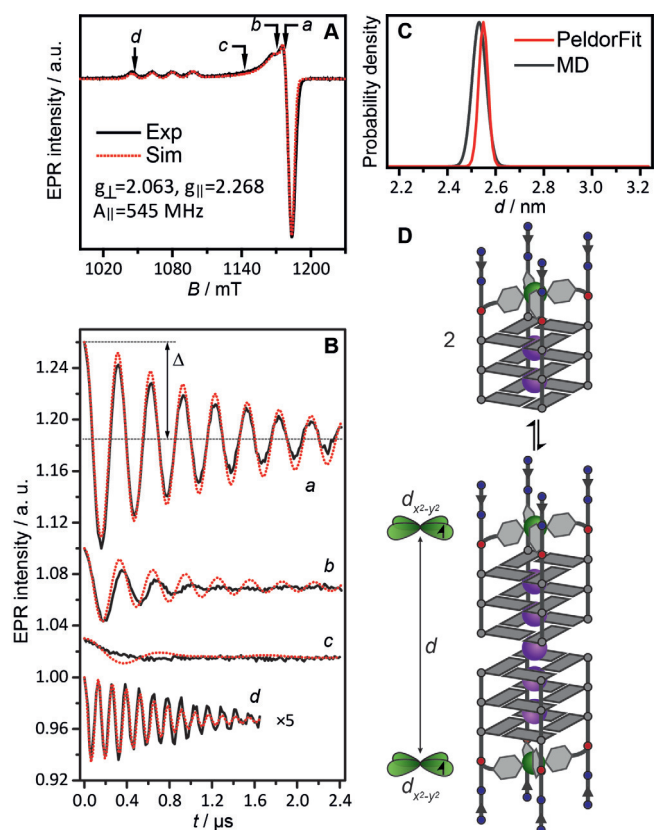 A
d
c
b
a
EPR intensity / a.u.
Exp
Sim
g⊥=2.063, g∥=2.268
A∥=545 MHz
1020 1080 1140 1200
B / mT
C
Probability density
PeldorFit
MD
2.2 2.4 2.6 2.8 3.0 3.2
d / nm
B
EPR intensity / a. u.
1.24
1.20
1.16
1.12
1.08
1.04
1.00
0.96
0.92
Δ
a
b
c
d
×5
0.0 0.4 0.8 1.2 1.6 2.0 2.4
t / μs
D
2
dx²-y²
d
dx²-y²